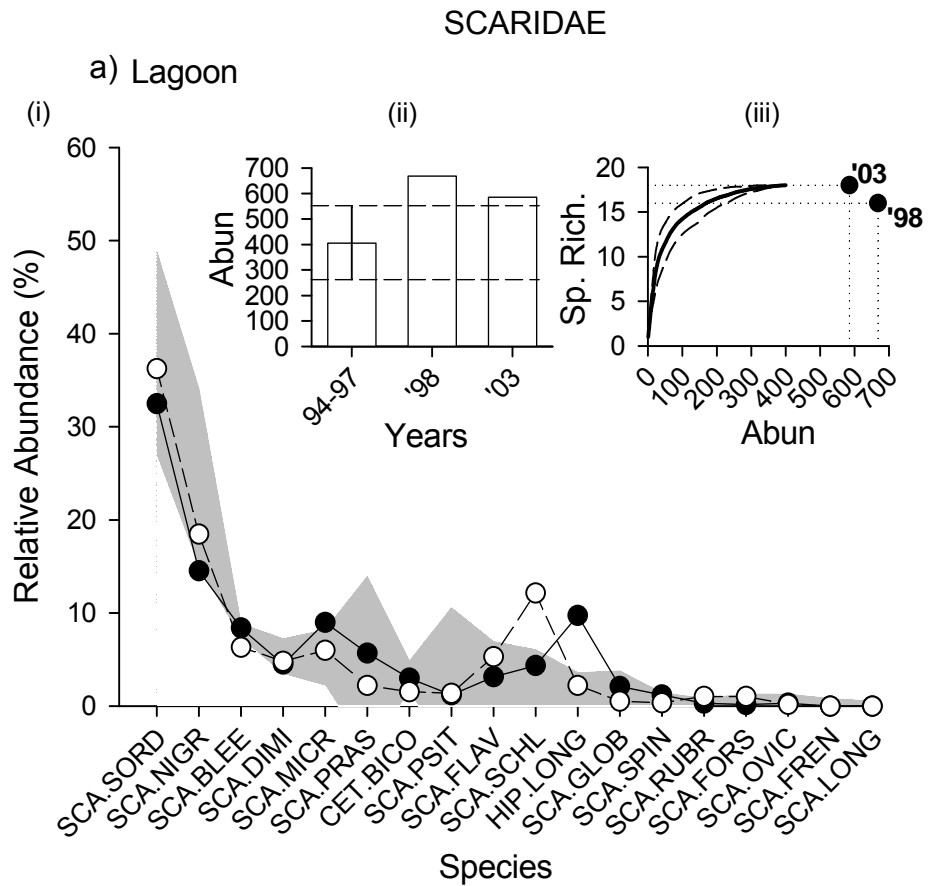 SCARIDAE
a) Lagoon
(i)
(ii)
(iii)
Relative Abundance (%)
60
50
40
30
20
10
0
Abun
700
600
500
400
300
200
100
0
94-97
'98
'03
Years
Sp. Rich.
20
15
10
5
0
'03
'98
0
100
200
300
400
500
600
700
Abun
SCA.SORD
SCA.NIGR
SCA.BLEE
SCA.DIMI
SCA.MICR
SCA.PRAS
CET.BICO
SCA.PSIT
SCA.FLAV
SCA.SCHL
HIP.LONG
SCA.GLOB
SCA.SPIN
SCA.RUBR
SCA.FORS
SCA.OVIC
SCA.FREN
SCA.LONG
Species